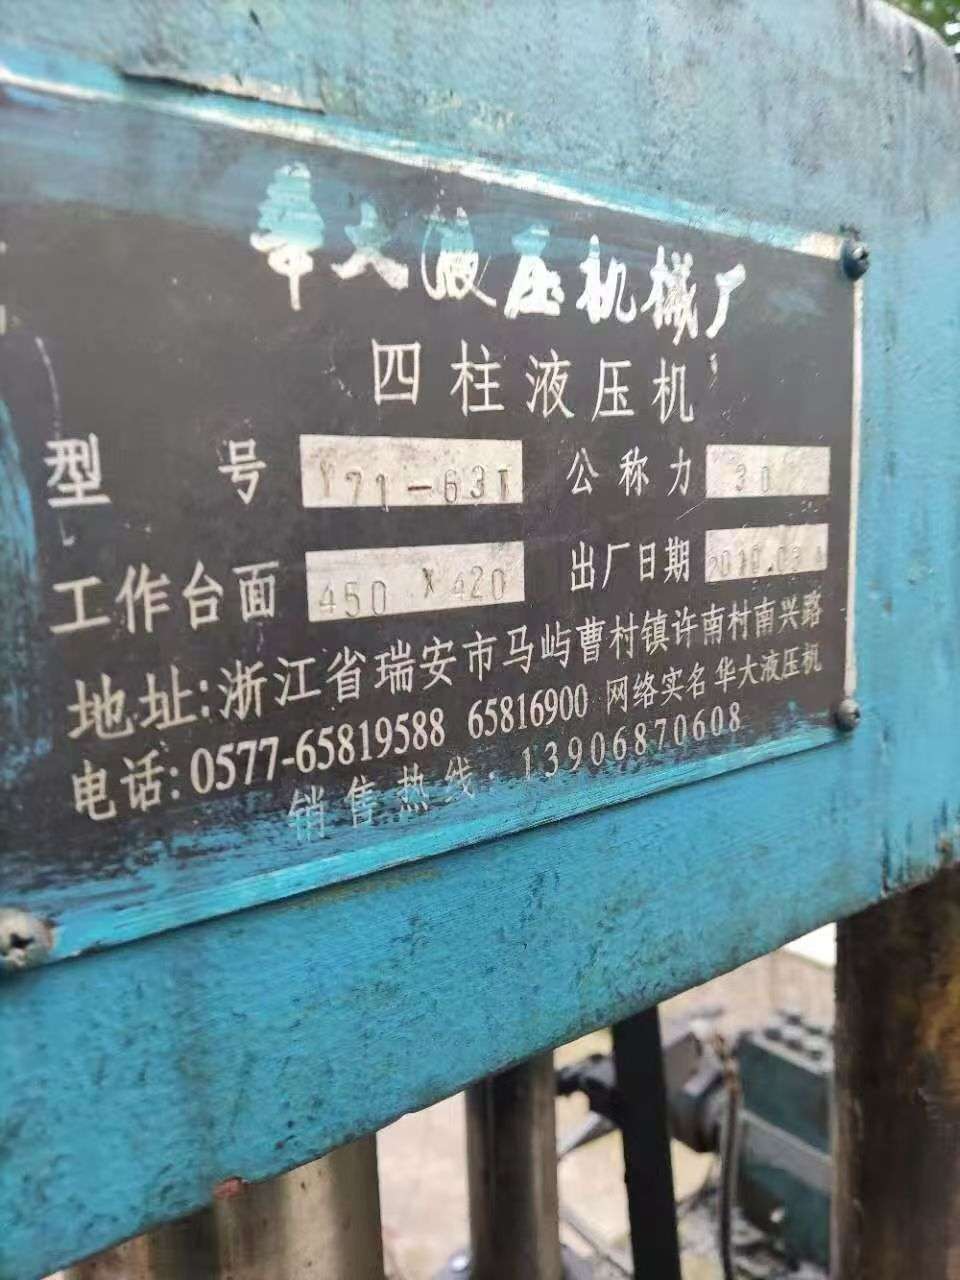 华大液压机械厂
四柱液压机
型号 Y71-63T 公称力 30
工作台面 450 X 420 出厂日期
地址:浙江省瑞安市马屿曹村镇许南村南兴路
电话:0577-65819588 65816900 网络实名华大液压机
销售热线:13906870608